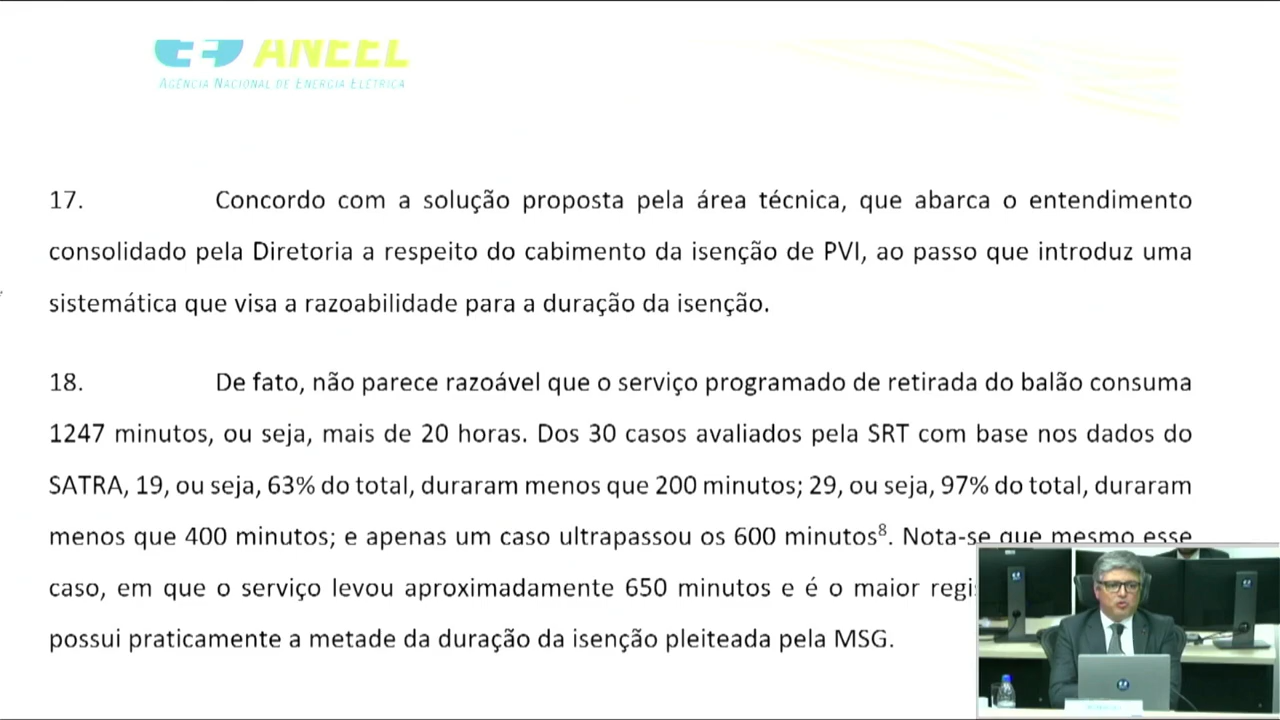 ANEEL
AGÊNCIA NACIONAL DE ENERGIA ELÉTRICA
17. Concordo com a solução proposta pela área técnica, que abarca o entendimento
consolidado pela Diretoria a respeito do cabimento da isenção de PVI, ao passo que introduz uma
sistemática que visa a razoabilidade para a duração da isenção.
18. De fato, não parece razoável que o serviço programado de retirada do balão consuma
1247 minutos, ou seja, mais de 20 horas. Dos 30 casos avaliados pela SRT com base nos dados do
SATRA, 19, ou seja, 63% do total, duraram menos que 200 minutos; 29, ou seja, 97% do total, duraram
menos que 400 minutos; e apenas um caso ultrapassou os 600 minutos⁸. Nota-se que mesmo esse
caso, em que o serviço levou aproximadamente 650 minutos e é o maior
possui praticamente a metade da duração da isenção pleiteada pela MSG.